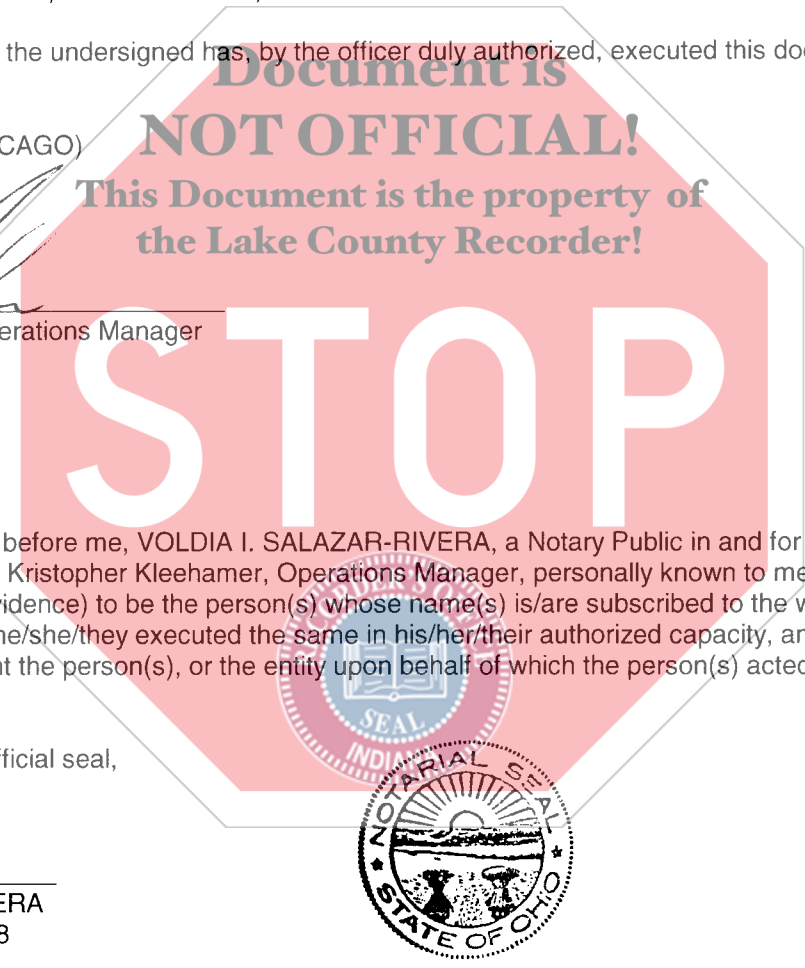 the undersigned has, by the officer duly authorized, executed this
Document is
NOT OFFICIAL!
CAGO)
This Document is the property of
the Lake County Recorder!
erations Manager
STOP
before me, VOLDIA I. SALAZAR-RIVERA, a Notary Public in and for
Kristopher Kleehamer, Operations Manager, personally known to me
idence) to be the person(s) whose name(s) is/are subscribed to the
he/she/they executed the same in his/her/their authorized capacity,
nt the person(s), or the entity upon behalf of which the person(s) acted
RECORDER'S OFFICE
SEAL
INDIANA
fficial seal,
NOTARIAL SEAL
STATE OF OHIO
ERA
8